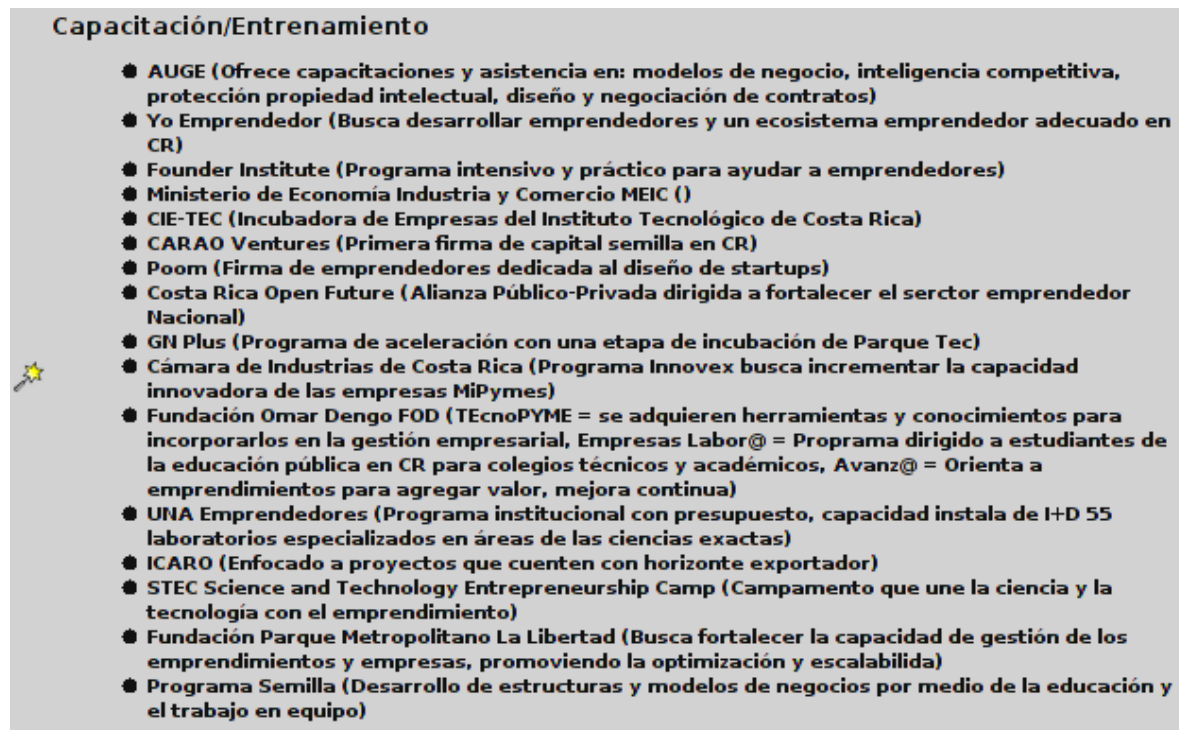 Capacitación/Entrenamiento
● AUGE (Ofrece capacitaciones y asistencia en: modelos de negocio, inteligencia competitiva,
protección propiedad intelectual, diseño y negociación de contratos)
● Yo Emprendedor (Busca desarrollar emprendedores y un ecosistema emprendedor adecuado en
CR)
● Founder Institute (Programa intensivo y práctico para ayudar a emprendedores)
● Ministerio de Economía Industria y Comercio MEIC ()
● CIE-TEC (Incubadora de Empresas del Instituto Tecnológico de Costa Rica)
● CARAO Ventures (Primera firma de capital semilla en CR)
● Poom (Firma de emprendedores dedicada al diseño de startups)
● Costa Rica Open Future (Alianza Público-Privada dirigida a fortalecer el serctor emprendedor
Nacional)
● GN Plus (Programa de aceleración con una etapa de incubación de Parque Tec)
● Cámara de Industrias de Costa Rica (Programa Innovex busca incrementar la capacidad
innovadora de las empresas MiPymes)
● Fundación Omar Dengo FOD (TEcnoPYME = se adquieren herramientas y conocimientos para
incorporarlos en la gestión empresarial, Empresas Labor@ = Proprama dirigido a estudiantes de
la educación pública en CR para colegios técnicos y académicos, Avanz@ = Orienta a
emprendimientos para agregar valor, mejora continua)
● UNA Emprendedores (Programa institucional con presupuesto, capacidad instala de I+D 55
laboratorios especializados en áreas de las ciencias exactas)
● ICARO (Enfocado a proyectos que cuenten con horizonte exportador)
● STEC Science and Technology Entrepreneurship Camp (Campamento que une la ciencia y la
tecnología con el emprendimiento)
● Fundación Parque Metropolitano La Libertad (Busca fortalecer la capacidad de gestión de los
emprendimientos y empresas, promoviendo la optimización y escalabilida)
● Programa Semilla (Desarrollo de estructuras y modelos de negocios por medio de la educación y
el trabajo en equipo)